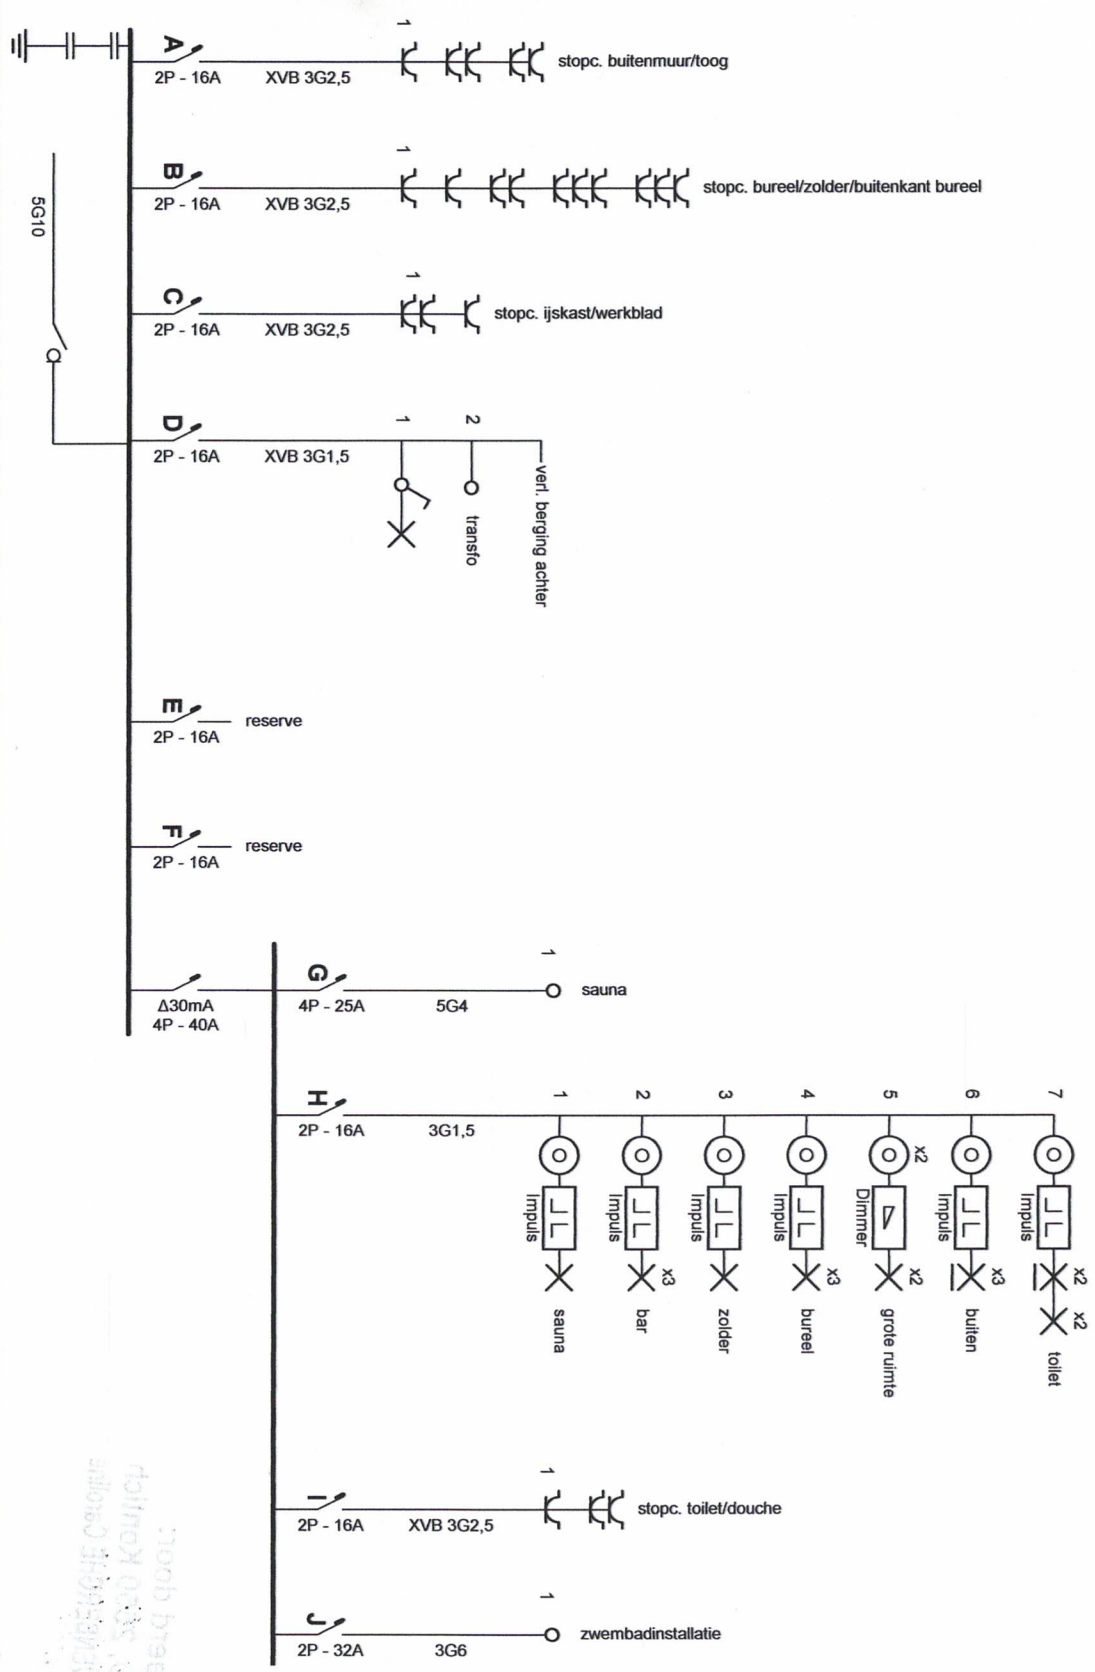 A
2P - 16A
XVB 3G2,5
1
stopc. buitenmuur/toog
B
2P - 16A
XVB 3G2,5
1
stopc. bureel/zolder/buitenkant bureel
5G10
C
2P - 16A
XVB 3G2,5
1
stopc. ijskast/werkblad
D
2P - 16A
XVB 3G1,5
1
2
transfo
verl. berging achter
E
2P - 16A
reserve
F
2P - 16A
reserve
Δ30mA
4P - 40A
G
4P - 25A
5G4
1
sauna
H
2P - 16A
3G1,5
1
Impuls
sauna
2
Impuls
x3
bar
3
Impuls
zolder
4
Impuls
x3
bureel
5
x2
Dimmer
x2
grote ruimte
6
Impuls
x3
buiten
7
Impuls
x2
x2
toilet
I
2P - 16A
XVB 3G2,5
1
stopc. toilet/douche
J
2P - 32A
3G6
1
zwembadinstallatie
door:
2550 Kontich
Caroline